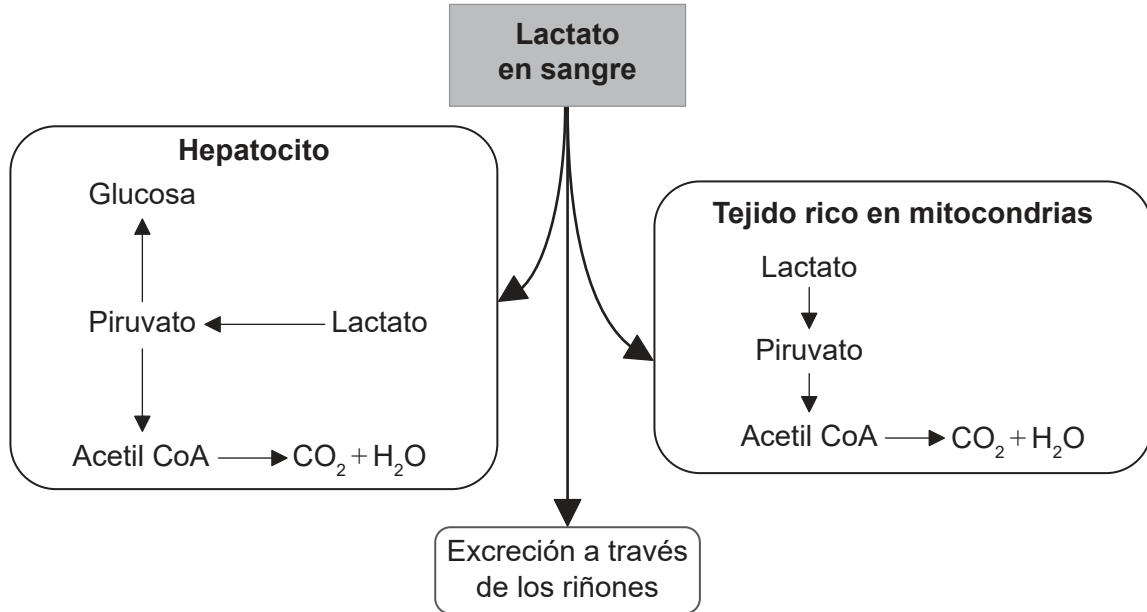 Lactato
en sangre
Hepatocito
Glucosa
Piruvato
Lactato
Acetil CoA
CO₂ + H₂O
Tejido rico en mitocondrias
Lactato
Piruvato
Acetil CoA
CO₂ + H₂O
Excreción a través
de los riñones